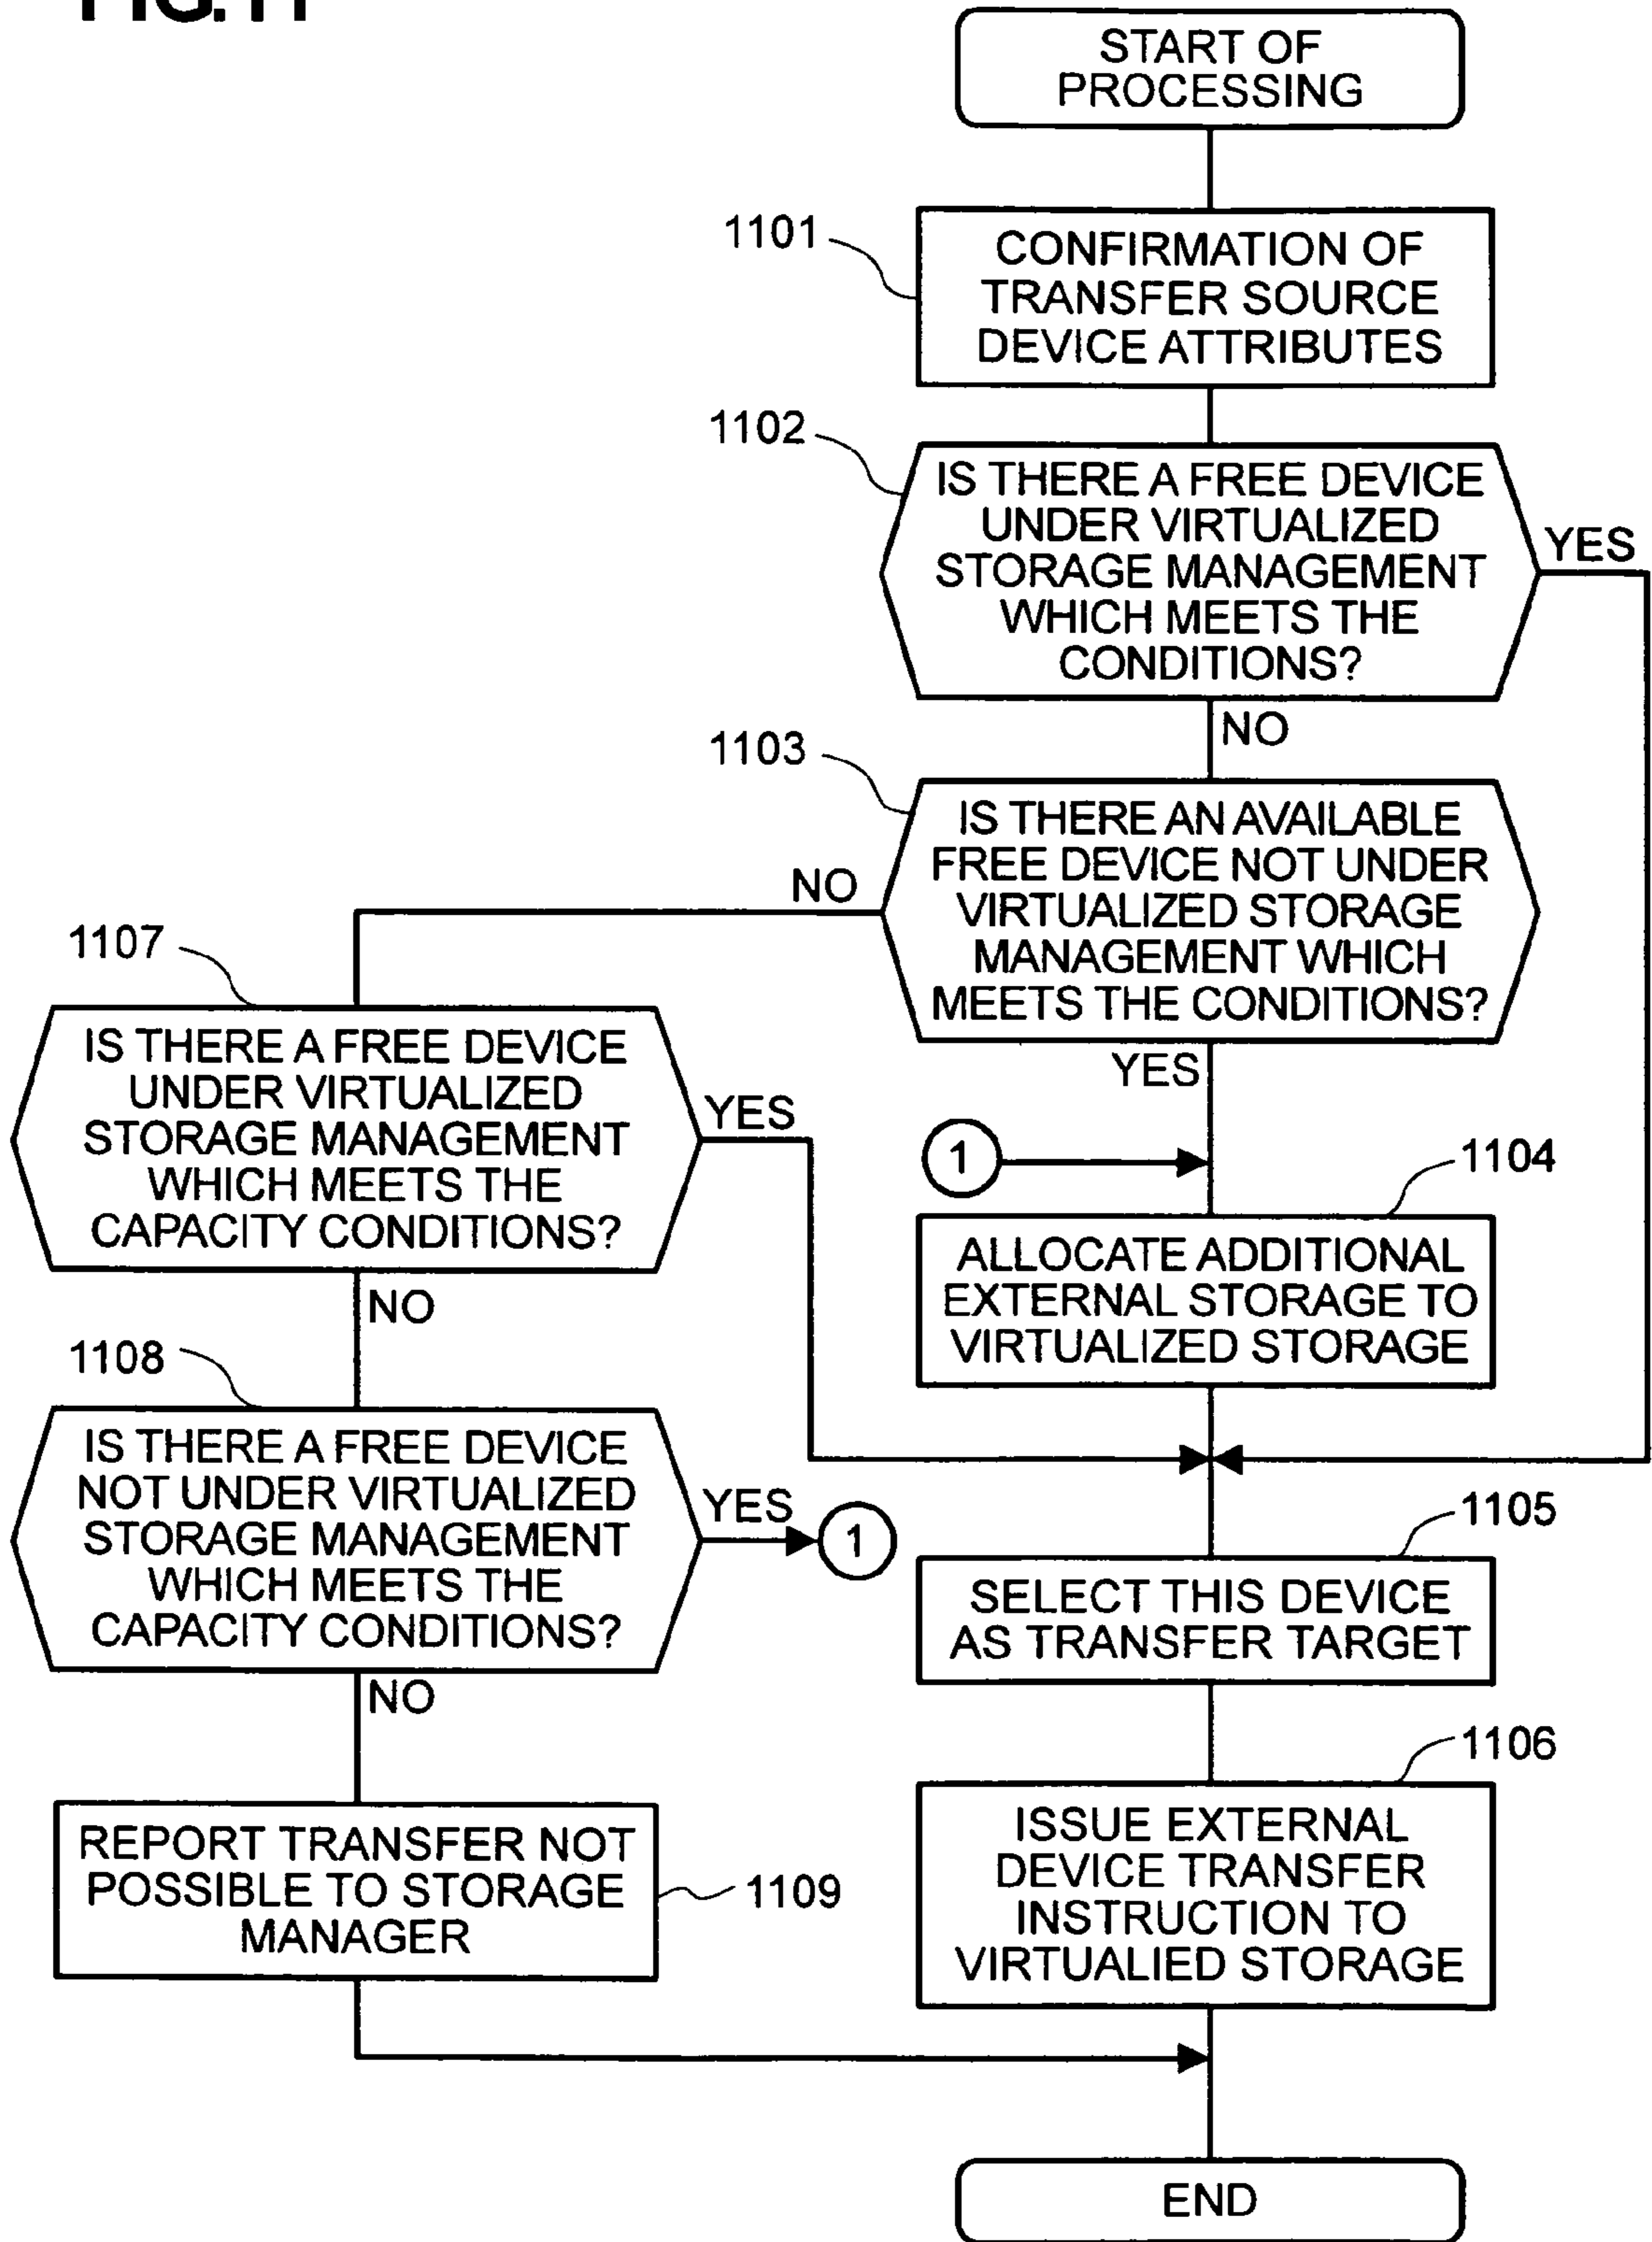 FIG. 11
START OF
PROCESSING
1101
CONFIRMATION OF
TRANSFER SOURCE
DEVICE ATTRIBUTES
1102
IS THERE A FREE DEVICE
UNDER VIRTUALIZED
STORAGE MANAGEMENT
WHICH MEETS THE
CONDITIONS?
YES
NO
1103
IS THERE AN AVAILABLE
FREE DEVICE NOT UNDER
VIRTUALIZED STORAGE
MANAGEMENT WHICH
MEETS THE CONDITIONS?
NO
YES
1107
IS THERE A FREE DEVICE
UNDER VIRTUALIZED
STORAGE MANAGEMENT
WHICH MEETS THE
CAPACITY CONDITIONS?
YES
NO
1
1104
ALLOCATE ADDITIONAL
EXTERNAL STORAGE TO
VIRTUALIZED STORAGE
1108
IS THERE A FREE DEVICE
NOT UNDER VIRTUALIZED
STORAGE MANAGEMENT
WHICH MEETS THE
CAPACITY CONDITIONS?
YES
1
NO
1105
SELECT THIS DEVICE
AS TRANSFER TARGET
1106
ISSUE EXTERNAL
DEVICE TRANSFER
INSTRUCTION TO
VIRTUALIED STORAGE
REPORT TRANSFER NOT
POSSIBLE TO STORAGE
MANAGER
1109
END